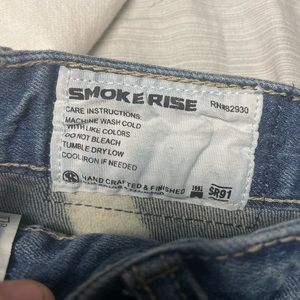 SMOKE RISE
RN#82930
CARE INSTRUCTIONS:
MACHINE WASH COLD
WITH LIKE COLORS
DO NOT BLEACH
TUMBLE DRY LOW
COOL IRON IF NEEDED
HAND CRAFTED & FINISHED
1991
SR91